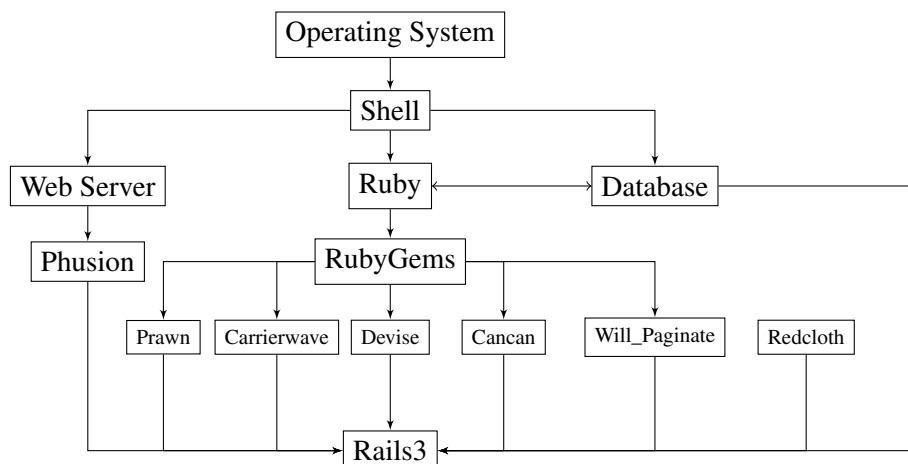 Operating System
Shell
Web Server
Ruby
Database
Phusion
RubyGems
Prawn
Carrierwave
Devise
Cancan
Will_Paginate
Redcloth
Rails3